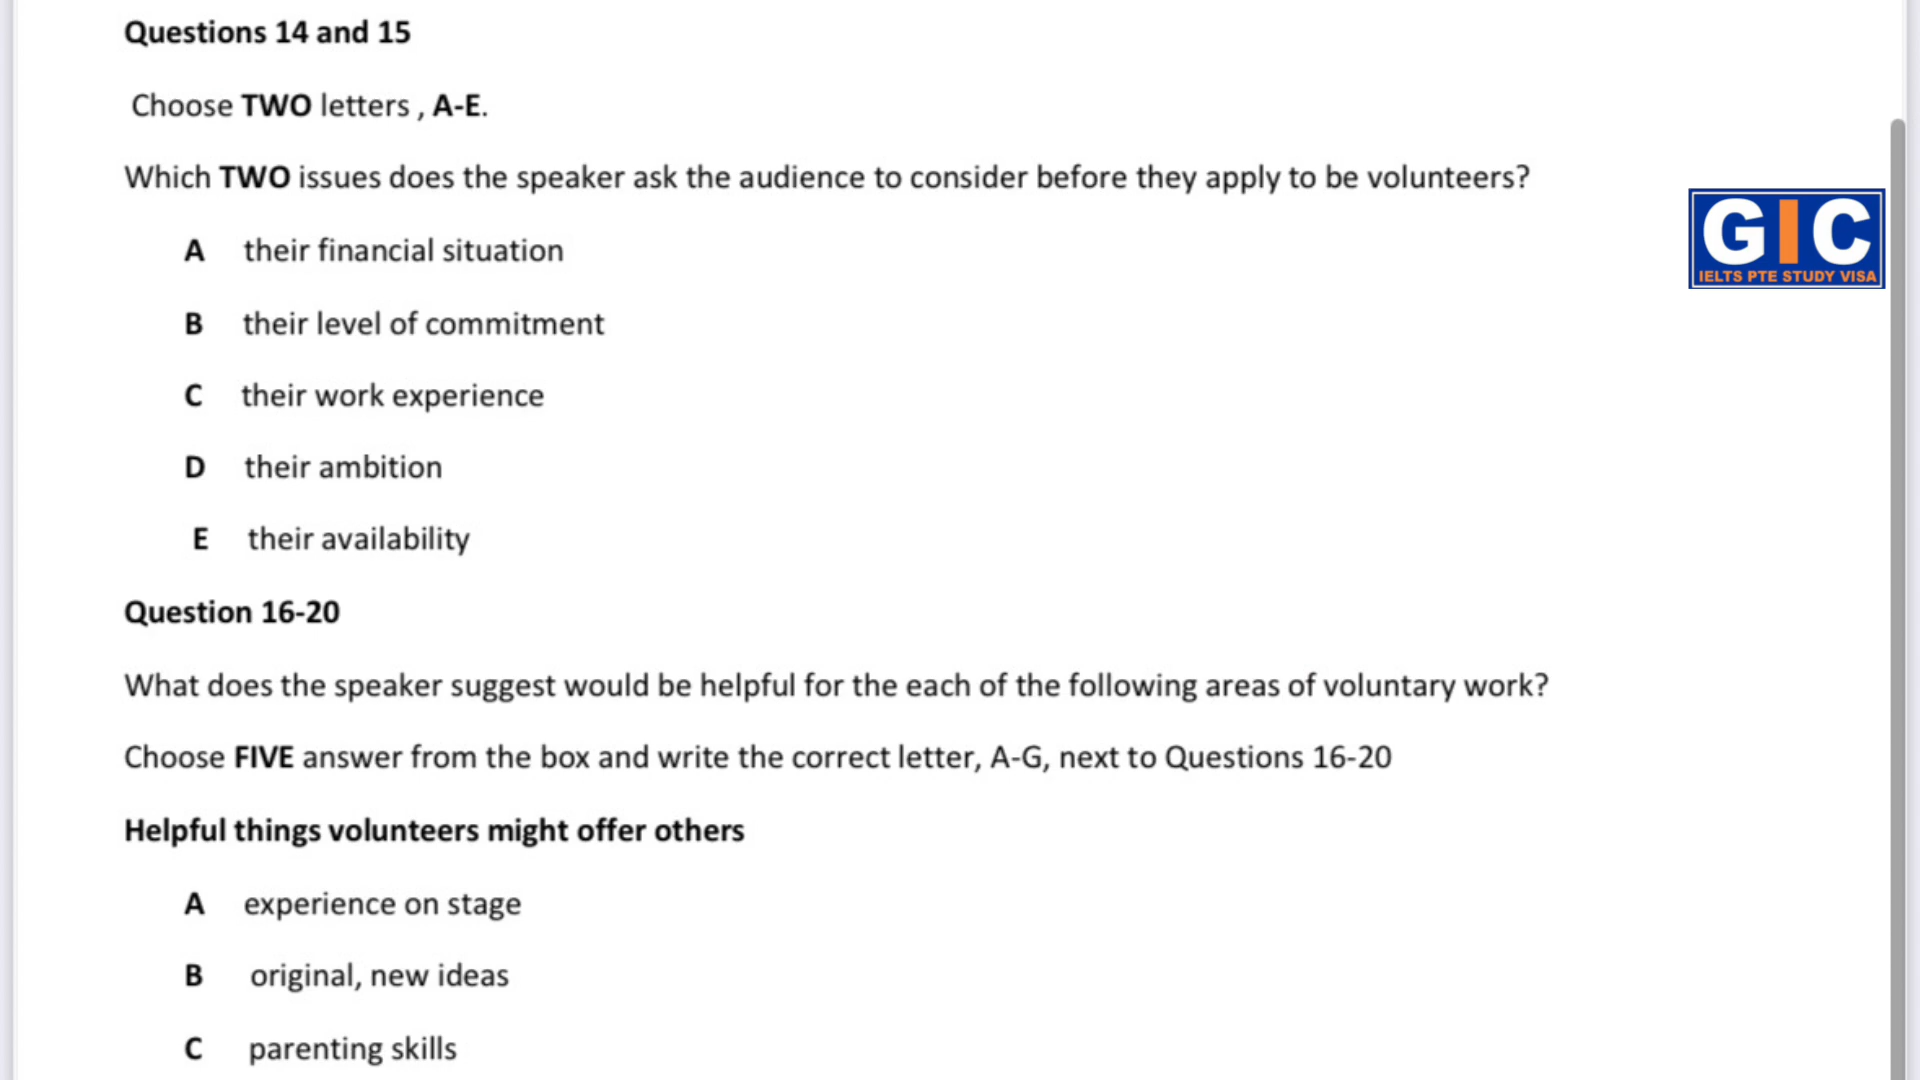 Questions 14 and 15
Choose TWO letters , A-E.
Which TWO issues does the speaker ask the audience to consider before they apply to be volunteers?
A their financial situation
B their level of commitment
C their work experience
D their ambition
E their availability
Question 16-20
What does the speaker suggest would be helpful for the each of the following areas of voluntary work?
Choose FIVE answer from the box and write the correct letter, A-G, next to Questions 16-20
Helpful things volunteers might offer others
A experience on stage
B original, new ideas
C parenting skills
GIC
IELTS PTE STUDY VISA